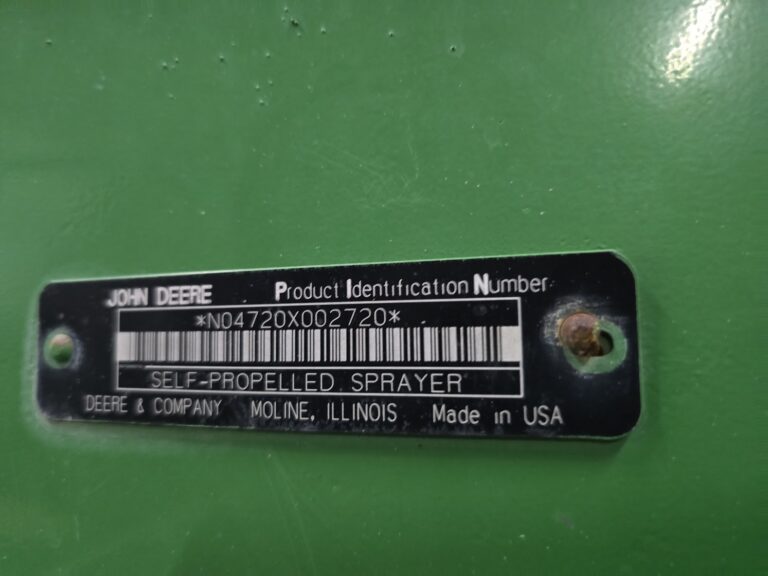 JOHN DEERE Product Identification Number
*N04720X002720*
SELF-PROPELLED SPRAYER
DEERE & COMPANY MOLINE, ILLINOIS Made in USA